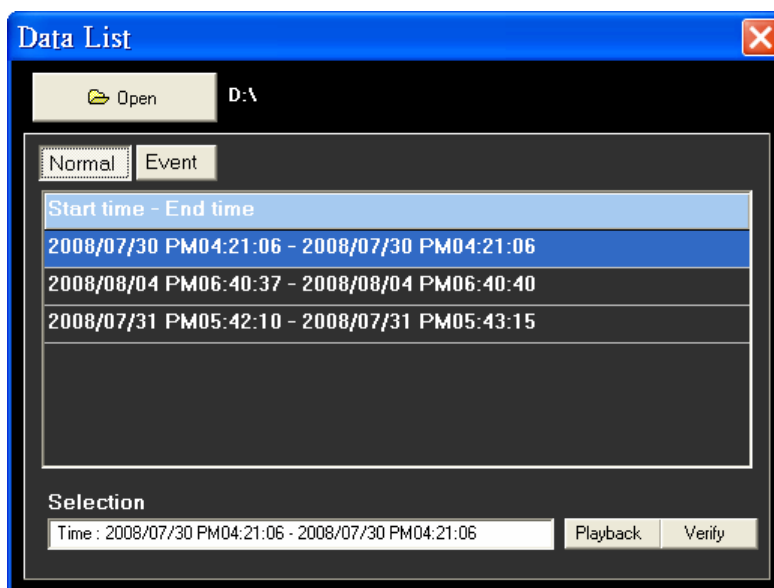 Data List
Open D:\
Normal Event
Start time - End time
2008/07/30 PM04:21:06 - 2008/07/30 PM04:21:06
2008/08/04 PM06:40:37 - 2008/08/04 PM06:40:40
2008/07/31 PM05:42:10 - 2008/07/31 PM05:43:15
Selection
Time : 2008/07/30 PM04:21:06 - 2008/07/30 PM04:21:06 Playback Verify